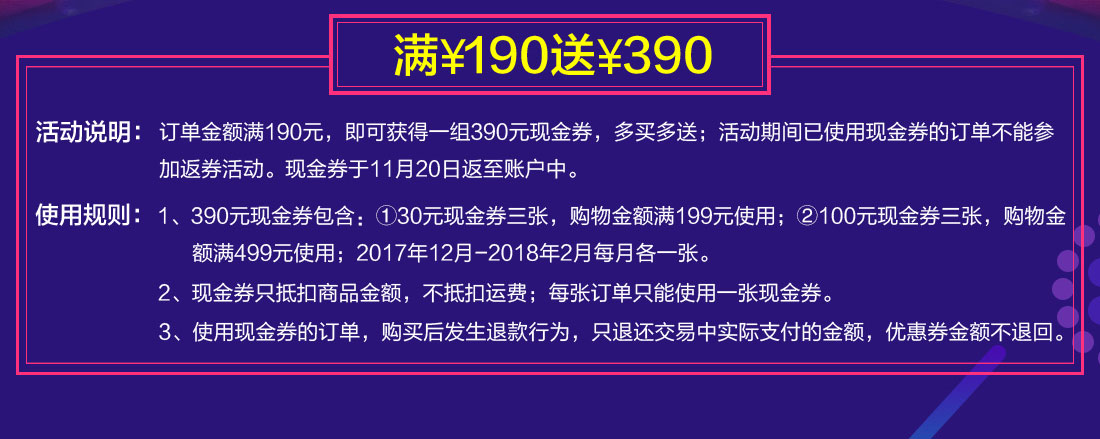 满¥190送¥390
活动说明：订单金额满190元，即可获得一组390元现金券，多买多送；活动期间已使用现金券的订单不能参
加返券活动。现金券于11月20日返至账户中。
使用规则：1、390元现金券包含：①30元现金券三张，购物金额满199元使用；②100元现金券三张，购物金
额满499元使用；2017年12月-2018年2月每月各一张。
2、现金券只抵扣商品金额，不抵扣运费；每张订单只能使用一张现金券。
3、使用现金券的订单，购买后发生退款行为，只退还交易中实际支付的金额，优惠券金额不退回。